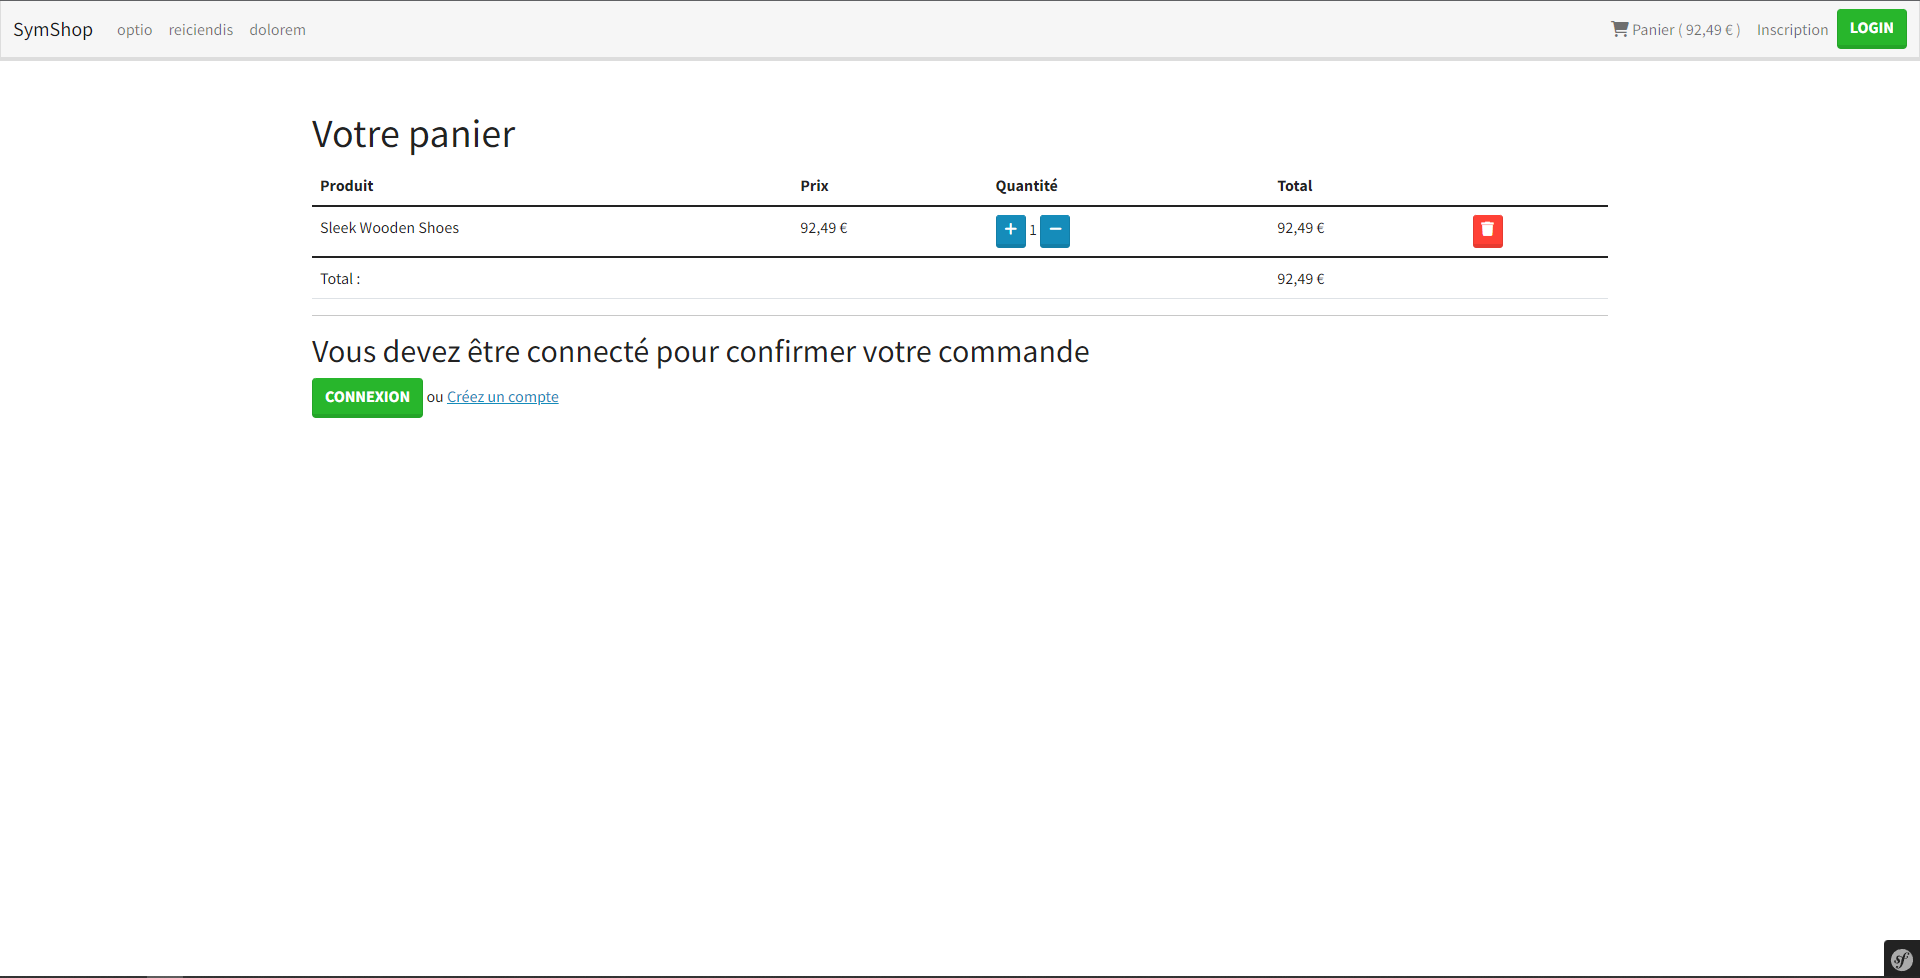 SymShop optio reiciendis dolorem Panier ( 92,49 € ) Inscription LOGIN
Votre panier
Produit Prix Quantité Total
Sleek Wooden Shoes 92,49 € + 1 − 92,49 €
Total : 92,49 €
Vous devez être connecté pour confirmer votre commande
CONNEXION ou Créez un compte
sf